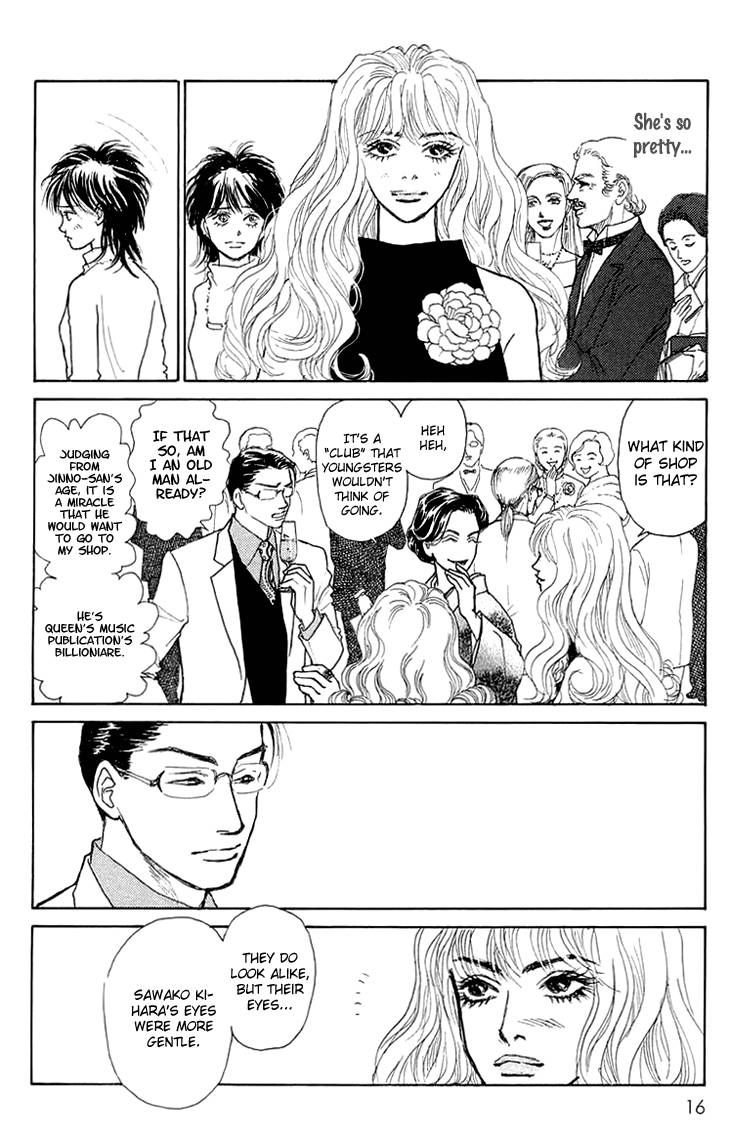 She's so
pretty...
WHAT KIND
OF SHOP
IS THAT?
HEH
HEH,
IT'S A
"CLUB" THAT
YOUNGSTERS
WOULDN'T
THINK OF
GOING.
IF THAT
SO, AM
I AN OLD
MAN AL-
READY?
JUDGING
FROM
JINNO-SAN'S
AGE, IT IS
A MIRACLE
THAT HE
WOULD WANT
TO GO TO
MY SHOP.
HE'S
QUEEN'S MUSIC
PUBLICATION'S
BILLIONIARE.
THEY DO
LOOK ALIKE,
BUT THEIR
EYES...
SAWAKO KI-
HARA'S EYES
WERE MORE
GENTLE.
16